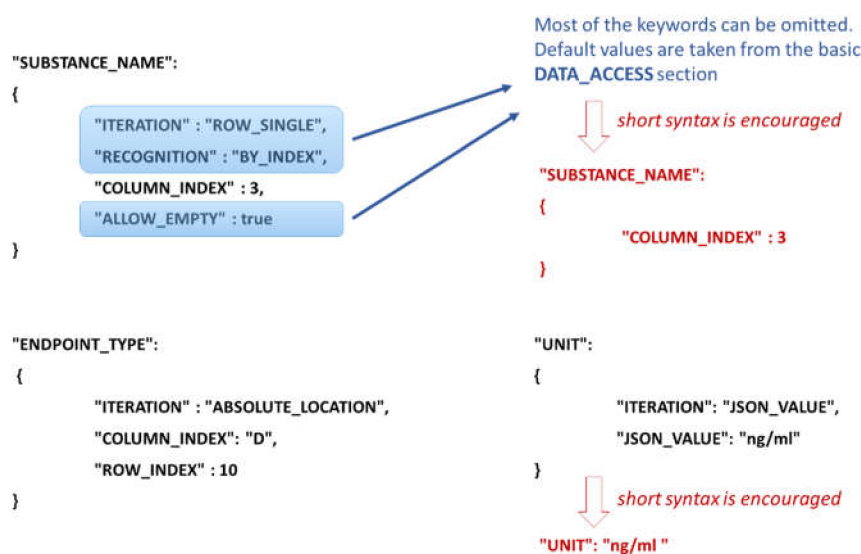 "SUBSTANCE_NAME":
{
"ITERATION" : "ROW_SINGLE",
"RECOGNITION" : "BY_INDEX",
"COLUMN_INDEX" : 3,
"ALLOW_EMPTY" : true
}
Most of the keywords can be omitted.
Default values are taken from the basic
DATA_ACCESS section
short syntax is encouraged
"SUBSTANCE_NAME":
{
"COLUMN_INDEX" : 3
}
"ENDPOINT_TYPE":
{
"ITERATION" : "ABSOLUTE_LOCATION",
"COLUMN_INDEX": "D",
"ROW_INDEX" : 10
}
"UNIT":
{
"ITERATION": "JSON_VALUE",
"JSON_VALUE": "ng/ml"
}
short syntax is encouraged
"UNIT": "ng/ml "